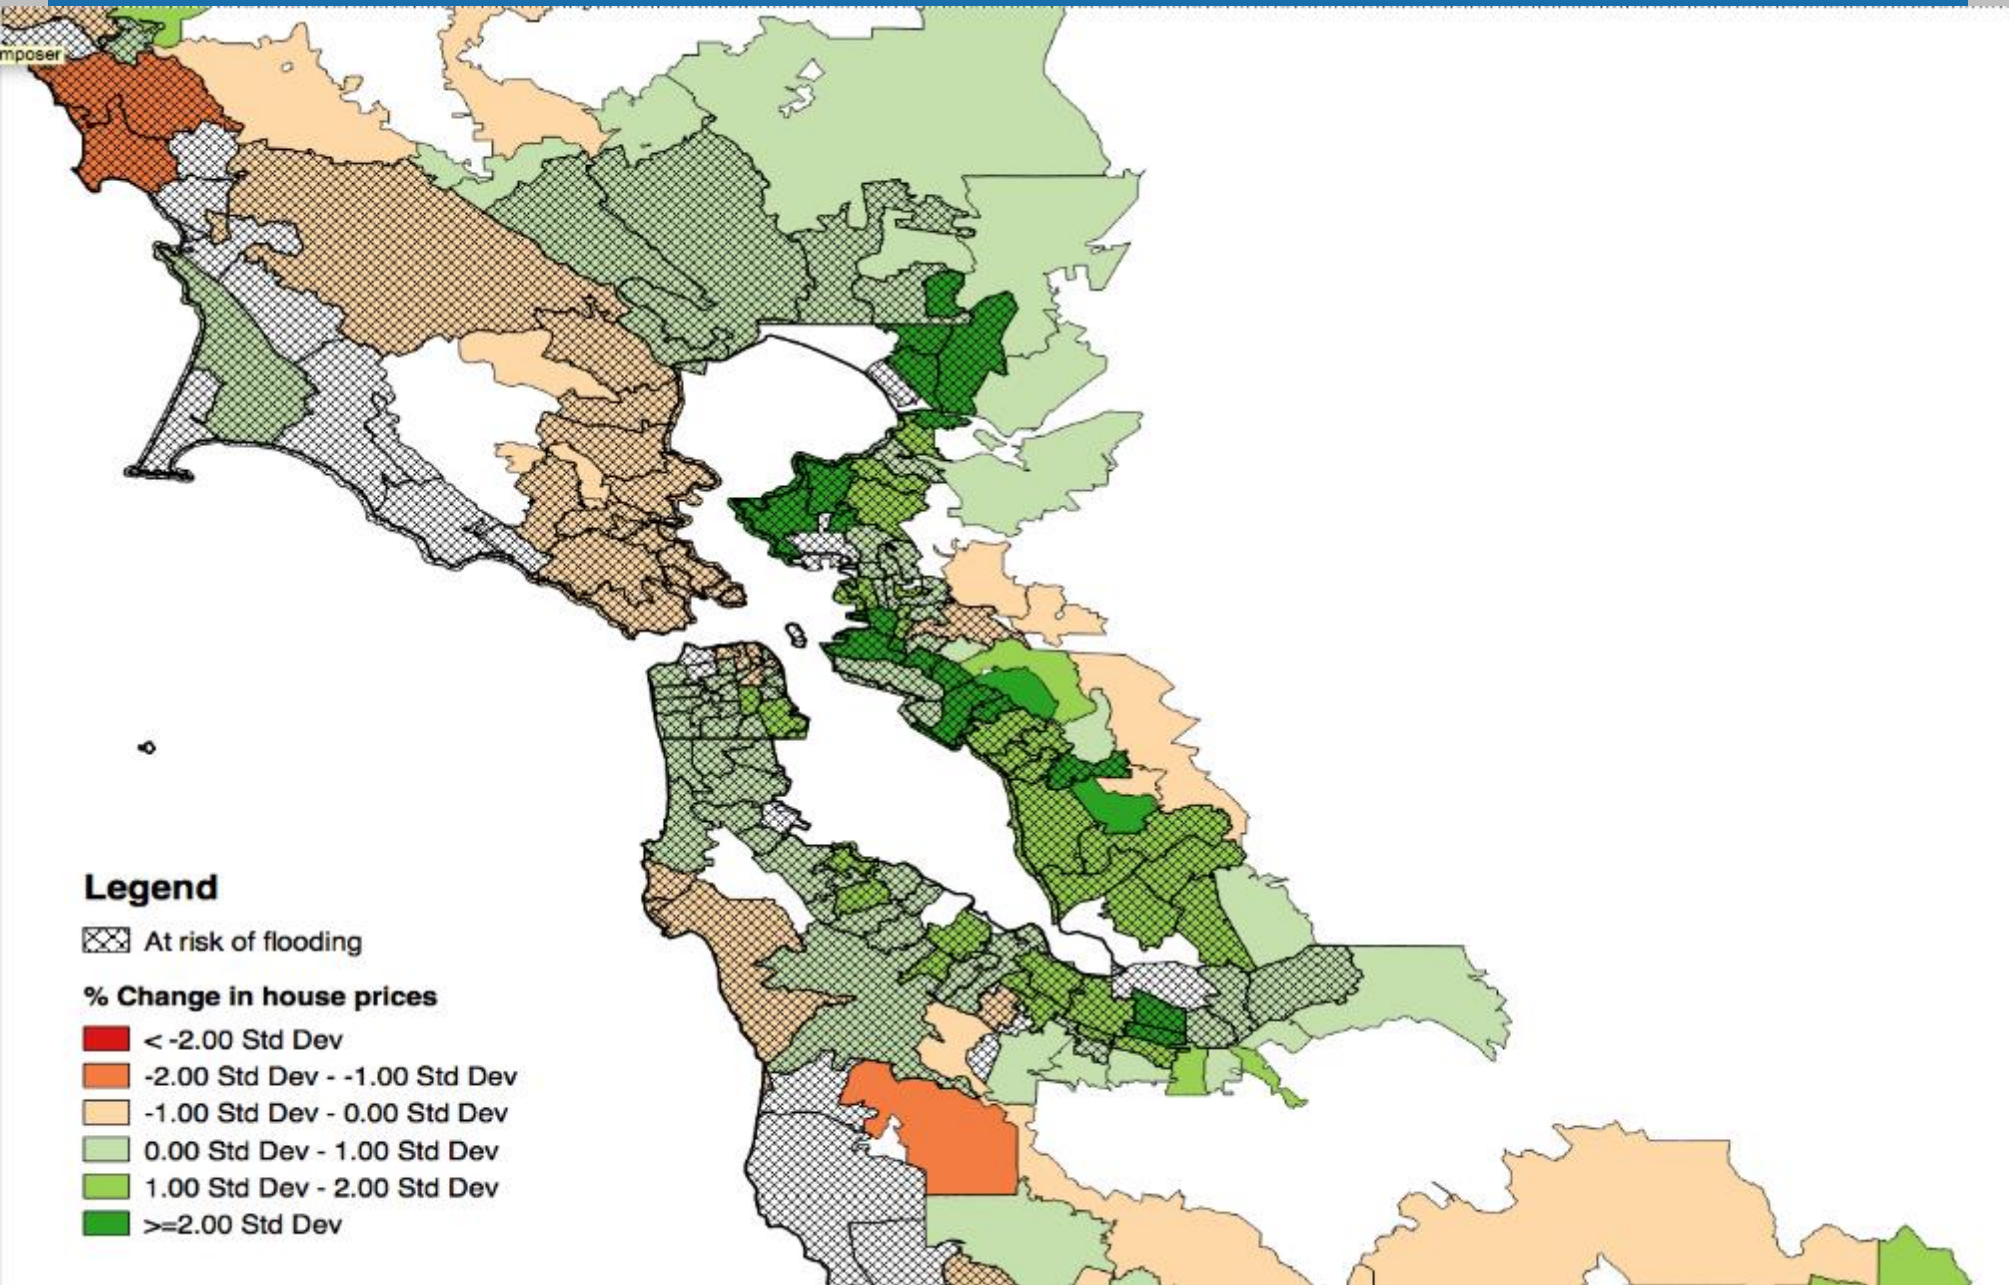 mposer
Legend
At risk of flooding
% Change in house prices
< -2.00 Std Dev
-2.00 Std Dev - -1.00 Std Dev
-1.00 Std Dev - 0.00 Std Dev
0.00 Std Dev - 1.00 Std Dev
1.00 Std Dev - 2.00 Std Dev
>=2.00 Std Dev